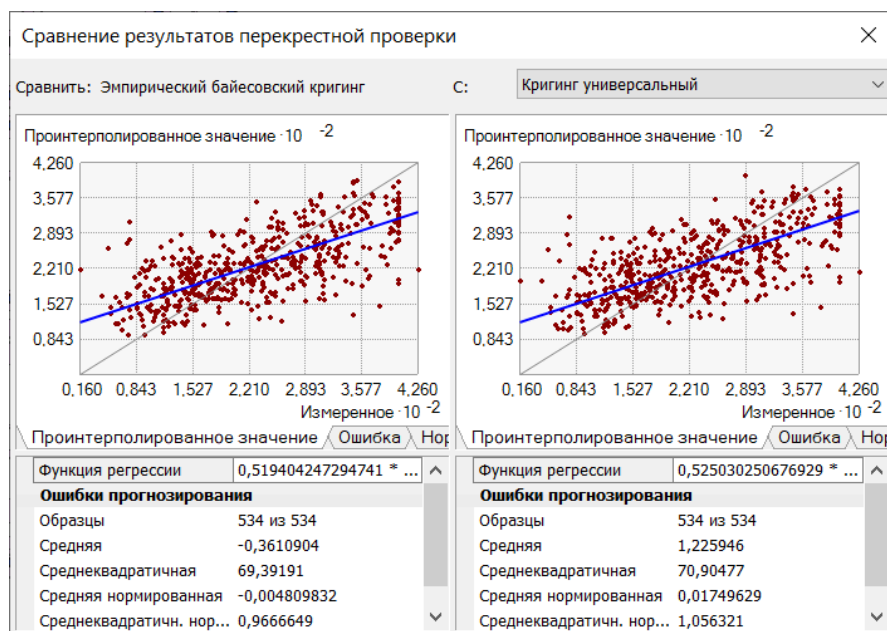 Сравнение результатов перекрестной проверки
Сравнить: Эмпирический байесовский кригинг
С: Кригинг универсальный
Проинтерполированное значение · 10 -2
4,260
3,577
2,893
2,210
1,527
0,843
0,160 0,843 1,527 2,210 2,893 3,577 4,260
Измеренное · 10 -2
Проинтерполированное значение Ошибка Нор
Функция регрессии 0,519404247294741 * ...
Ошибки прогнозирования
Образцы 534 из 534
Средняя -0,3610904
Среднеквадратичная 69,39191
Средняя нормированная -0,004809832
Среднеквадратичн. нор... 0,9666649
Проинтерполированное значение · 10 -2
4,260
3,577
2,893
2,210
1,527
0,843
0,160 0,843 1,527 2,210 2,893 3,577 4,260
Измеренное · 10 -2
Проинтерполированное значение Ошибка Нор
Функция регрессии 0,525030250676929 * ...
Ошибки прогнозирования
Образцы 534 из 534
Средняя 1,225946
Среднеквадратичная 70,90477
Средняя нормированная 0,01749629
Среднеквадратичн. нор... 1,056321